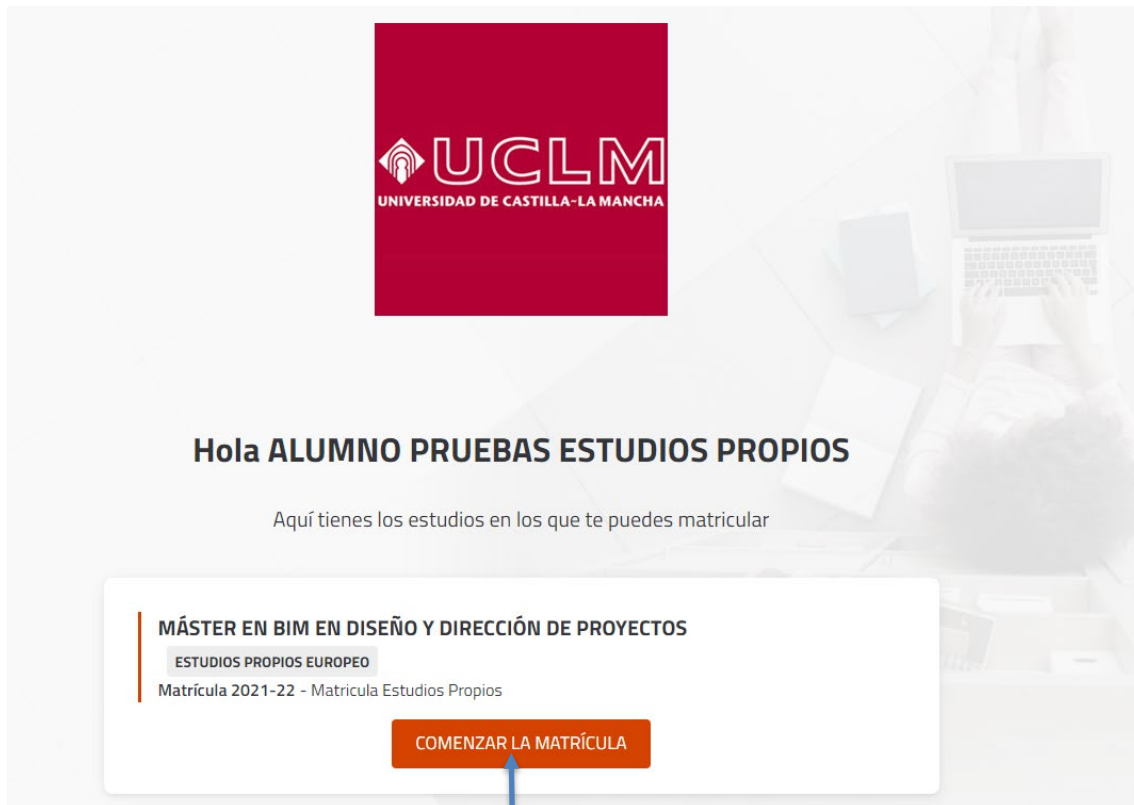 UCLM
UNIVERSIDAD DE CASTILLA-LA MANCHA
Hola ALUMNO PRUEBAS ESTUDIOS PROPIOS
Aquí tienes los estudios en los que te puedes matricular
MÁSTER EN BIM EN DISEÑO Y DIRECCIÓN DE PROYECTOS
ESTUDIOS PROPIOS EUROPEO
Matrícula 2021-22 - Matricula Estudios Propios
COMENZAR LA MATRÍCULA